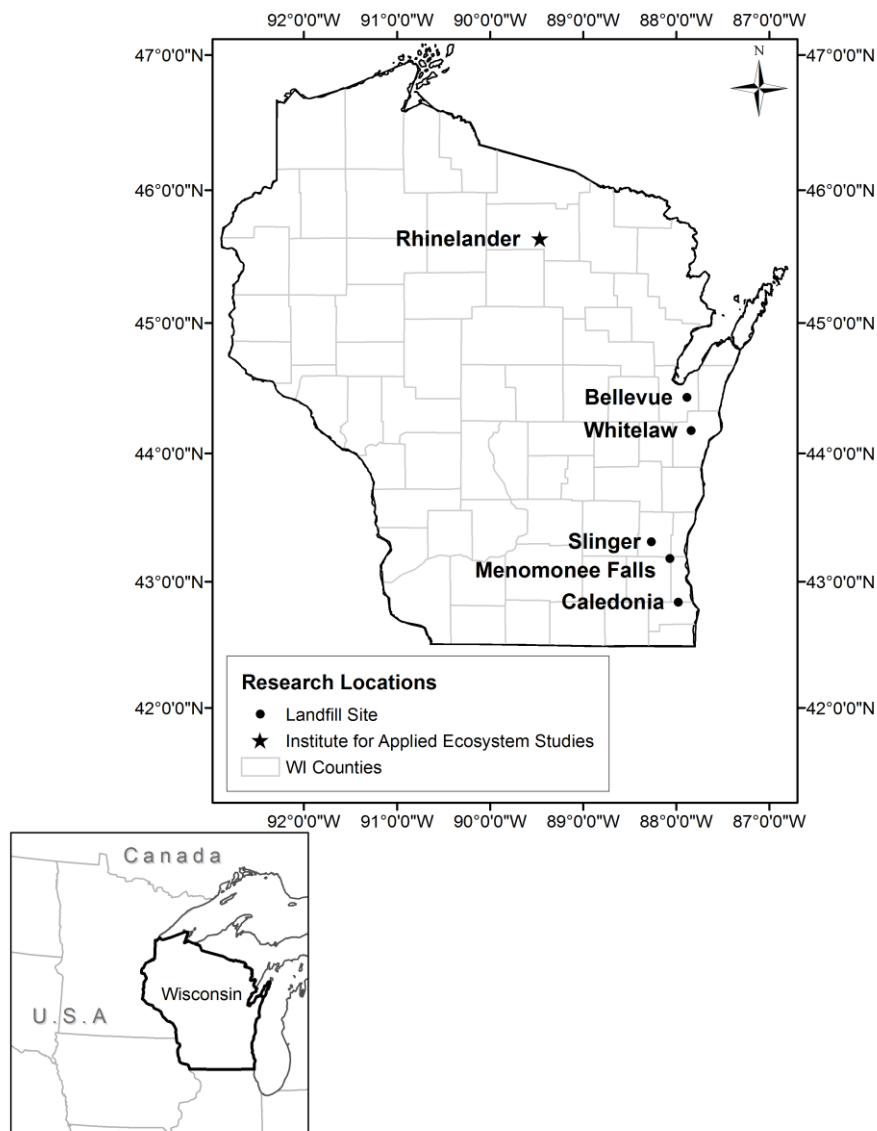 92°0'0"W 91°0'0"W 90°0'0"W 89°0'0"W 88°0'0"W 87°0'0"W
47°0'0"N 47°0'0"N
N
46°0'0"N 46°0'0"N
Rhinelander
45°0'0"N 45°0'0"N
Bellevue
Whitelaw
44°0'0"N 44°0'0"N
Slinger
Menomonee Falls
43°0'0"N 43°0'0"N
Caledonia
Research Locations
Landfill Site
42°0'0"N 42°0'0"N
Institute for Applied Ecosystem Studies
WI Counties
92°0'0"W 91°0'0"W 90°0'0"W 89°0'0"W 88°0'0"W 87°0'0"W
Canada
Wisconsin
U.S.A